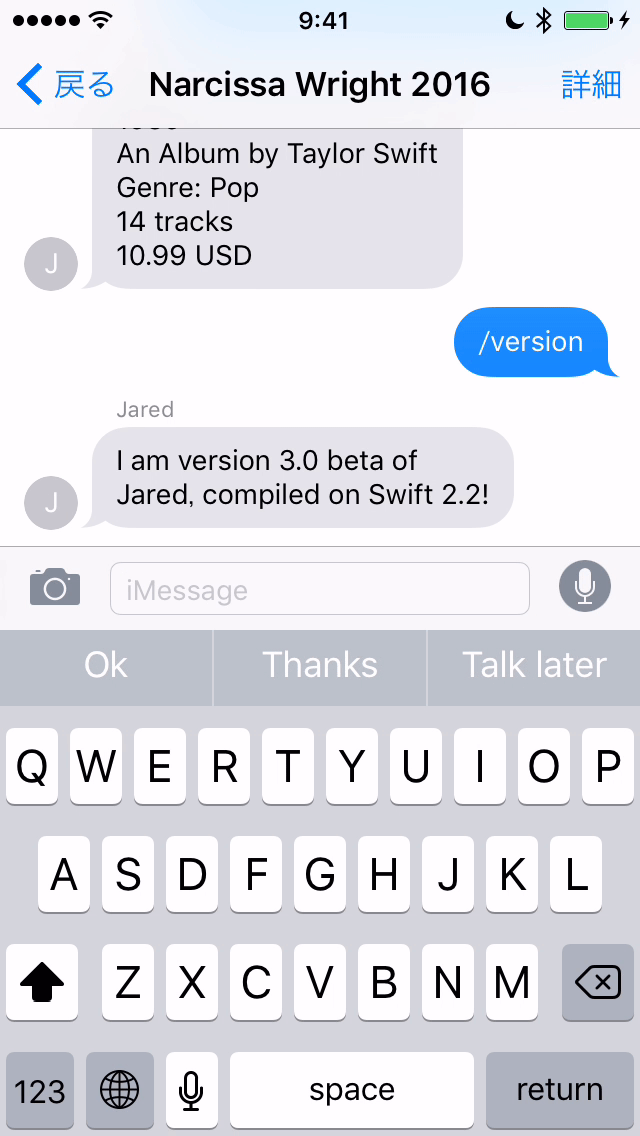 9:41
戻る Narcissa Wright 2016 詳細
An Album by Taylor Swift
Genre: Pop
14 tracks
10.99 USD
J
/version
Jared
I am version 3.0 beta of
Jared, compiled on Swift 2.2!
J
iMessage
Ok Thanks Talk later
Q W E R T Y U I O P
A S D F G H J K L
Z X C V B N M
123 space return